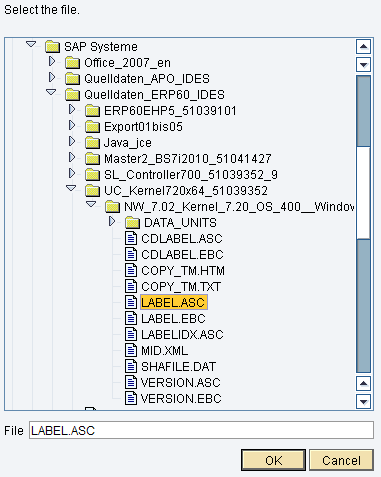 Select the file.
SAP Systeme
Office_2007_en
Quelldaten_APO_IDES
Quelldaten_ERP60_IDES
ERP60EHP5_51039101
Export01bis05
Java_jce
Master2_BS7i2010_51041427
SL_Controller700_51039352_9
UC_Kernel720x64_51039352
NW_7.02_Kernel_7.20_OS_400__Window
DATA_UNITS
CDLABEL.ASC
CDLABEL.EBC
COPY_TM.HTM
COPY_TM.TXT
LABEL.ASC
LABEL.EBC
LABELIDX.ASC
MID.XML
SHAFILE.DAT
VERSION.ASC
VERSION.EBC
File LABEL.ASC
OK Cancel